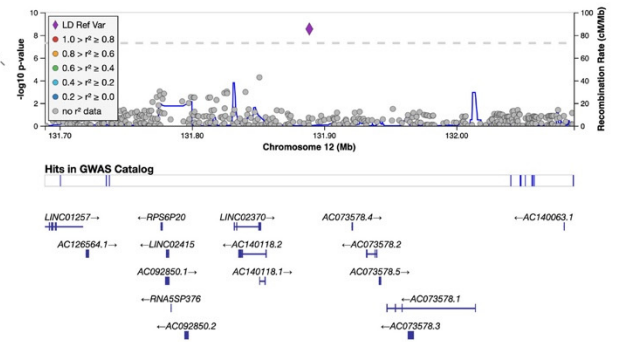 10
100
LD Ref Var
1.0 > r² ≥ 0.8
0.8 > r² ≥ 0.6
0.6 > r² ≥ 0.4
0.4 > r² ≥ 0.2
0.2 > r² ≥ 0.0
no r² data
8
80
6
60
4
40
2
20
0
0
-log10 p-value
Recombination Rate (cM/Mb)
131.70
131.80
131.90
132.00
Chromosome 12 (Mb)
Hits in GWAS Catalog
LINC01257→
←RPS6P20
LINC02370→
AC073578.4→
←AC140063.1
AC126564.1→
←LINC02415
←AC140118.2
←AC073578.2
AC092850.1→
AC140118.1→
AC073578.5→
←RNA5SP376
←AC073578.1
←AC092850.2
←AC073578.3